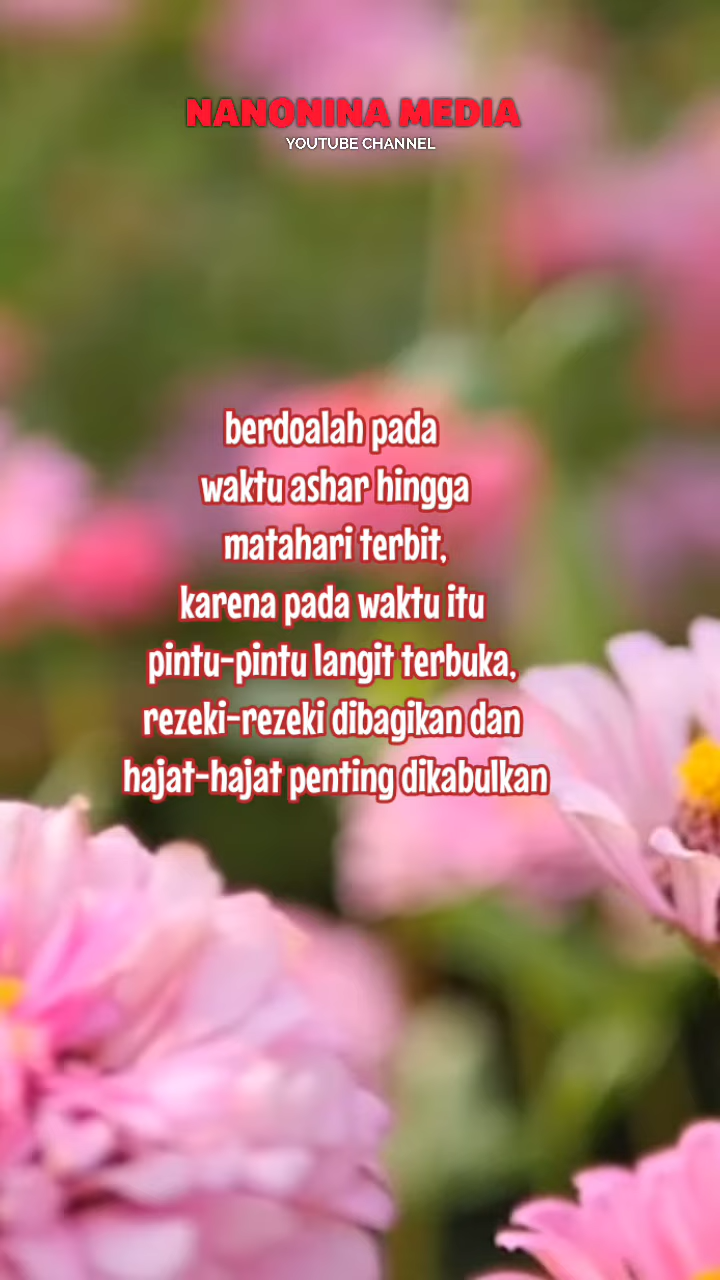 NANONINA MEDIA
YOUTUBE CHANNEL
berdoalah pada
waktu ashar hingga
matahari terbit,
karena pada waktu itu
pintu-pintu langit terbuka,
rezeki-rezeki dibagikan dan
hajat-hajat penting dikabulkan